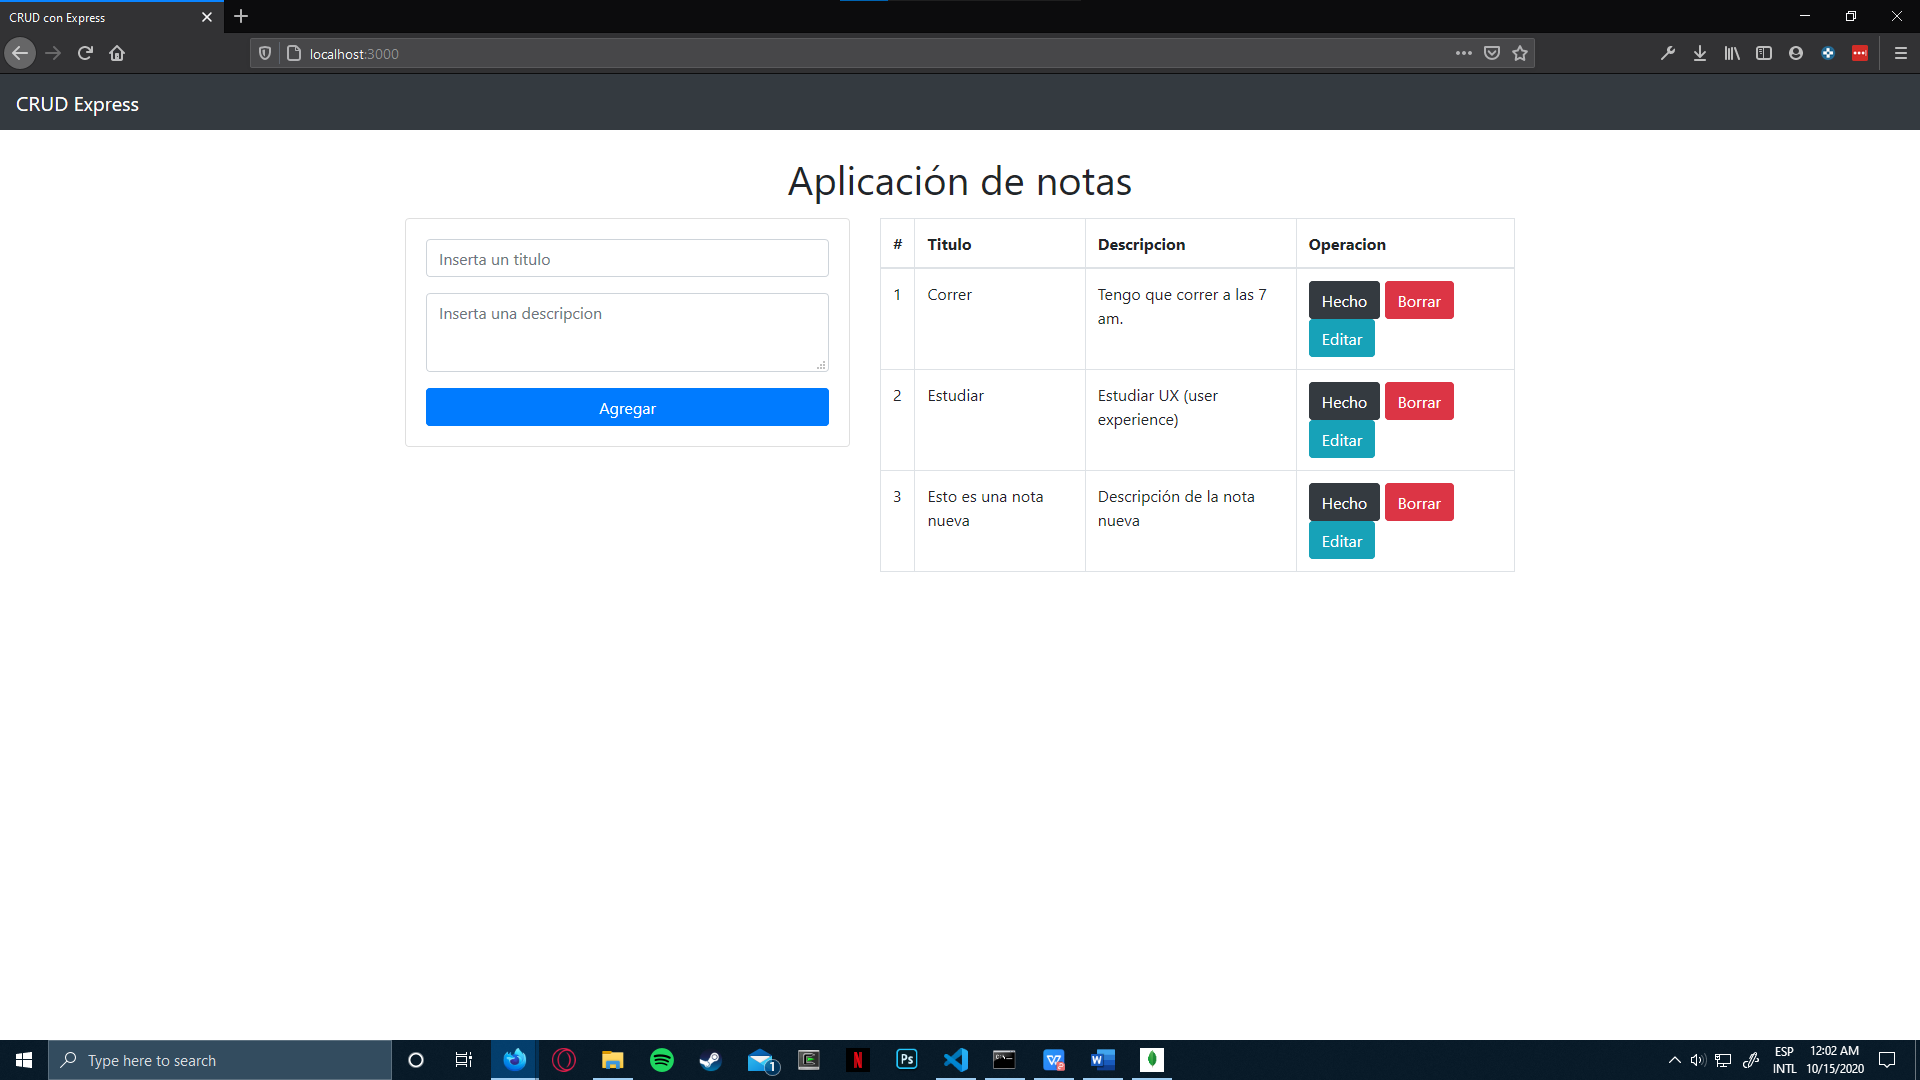 CRUD con Express
localhost:3000
CRUD Express
Aplicación de notas
Inserta un titulo
Inserta una descripcion
Agregar
# Titulo Descripcion Operacion
1 Correr Tengo que correr a las 7 Hecho Borrar
am.
Editar
2 Estudiar Estudiar UX (user Hecho Borrar
experience)
Editar
3 Esto es una nota Descripción de la nota Hecho Borrar
nueva nueva
Editar
Type here to search
1
N
Ps
W
ESP
INTL
12:02 AM
10/15/2020